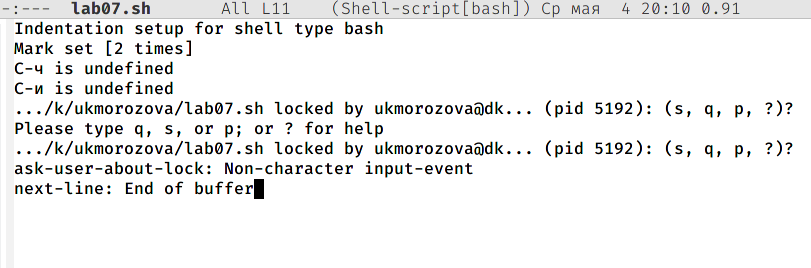 -:---  lab07.sh       All L11    (Shell-script[bash]) Ср мая  4 20:10 0.91
Indentation setup for shell type bash
Mark set [2 times]
C-ч is undefined
C-и is undefined
.../k/ukmorozova/lab07.sh locked by ukmorozova@dk... (pid 5192): (s, q, p, ?)?
Please type q, s, or p; or ? for help
.../k/ukmorozova/lab07.sh locked by ukmorozova@dk... (pid 5192): (s, q, p, ?)?
ask-user-about-lock: Non-character input-event
next-line: End of buffer